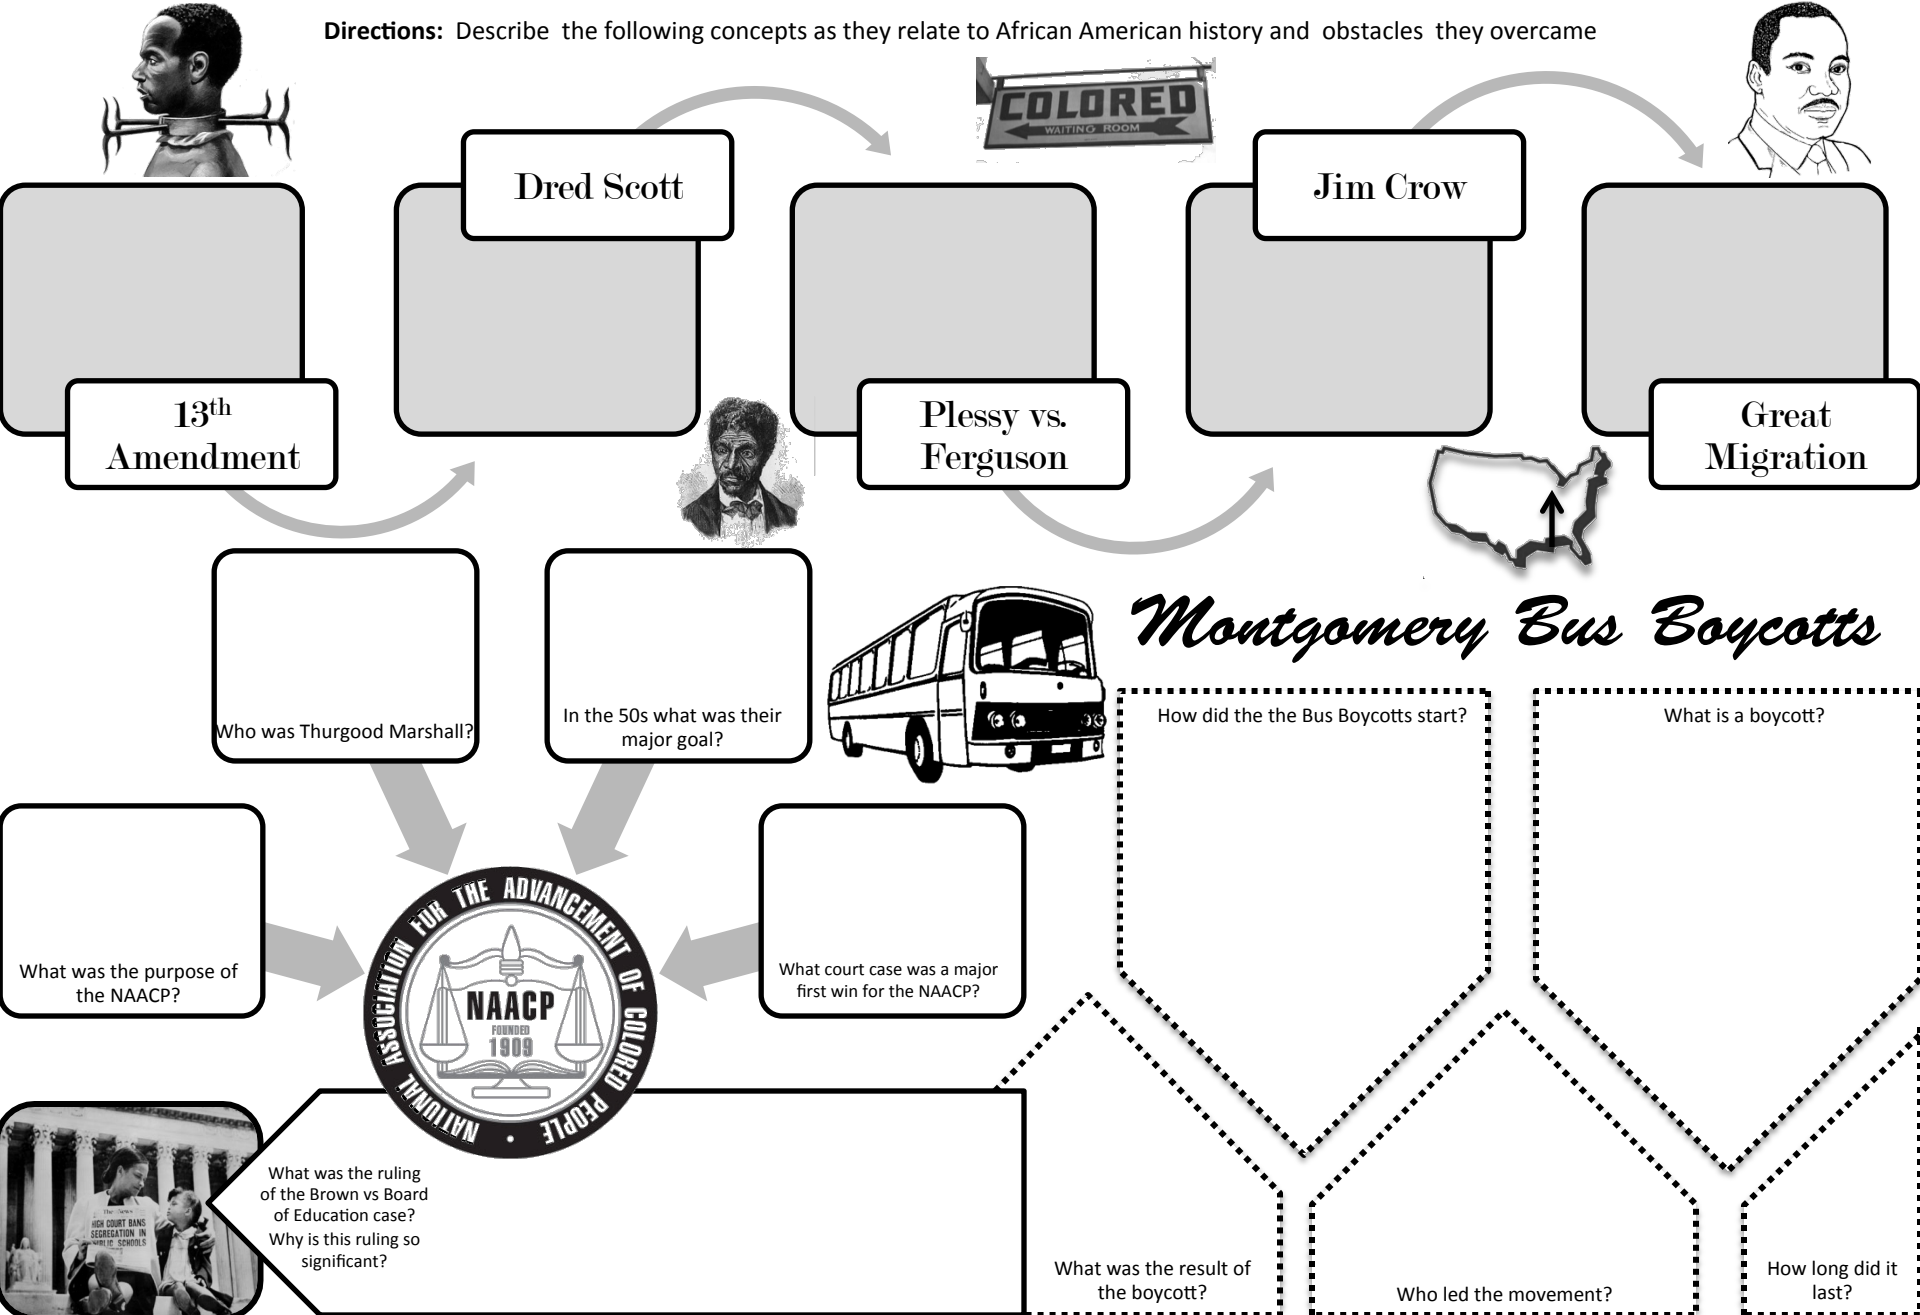 Directions: Describe the following concepts as they relate to African American history and obstacles they overcame
COLORED
WAITING ROOM
Dred Scott
Jim Crow
13th
Amendment
Plessy vs.
Ferguson
Great
Migration
Montgomery Bus Boycotts
Who was Thurgood Marshall?
In the 50s what was their
major goal?
What was the purpose of
the NAACP?
What court case was a major
first win for the NAACP?
NATIONAL ASSOCIATION FOR THE ADVANCEMENT OF COLORED PEOPLE
NAACP
FOUNDED
1909
HIGH COURT BANS
SEGREGATION IN
PUBLIC SCHOOLS
What was the ruling
of the Brown vs Board
of Education case?
Why is this ruling so
significant?
How did the the Bus Boycotts start?
What is a boycott?
What was the result of
the boycott?
Who led the movement?
How long did it
last?